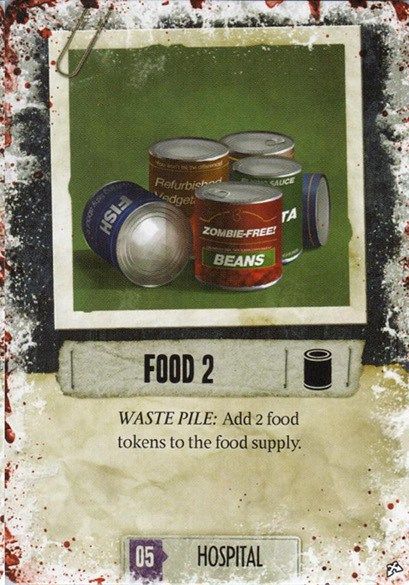 Refurbished
Vedgeta
SAUCE
TA
FISH
ZOMBIE-FREE!
BEANS
FOOD 2
WASTE PILE: Add 2 food
tokens to the food supply.
05 HOSPITAL